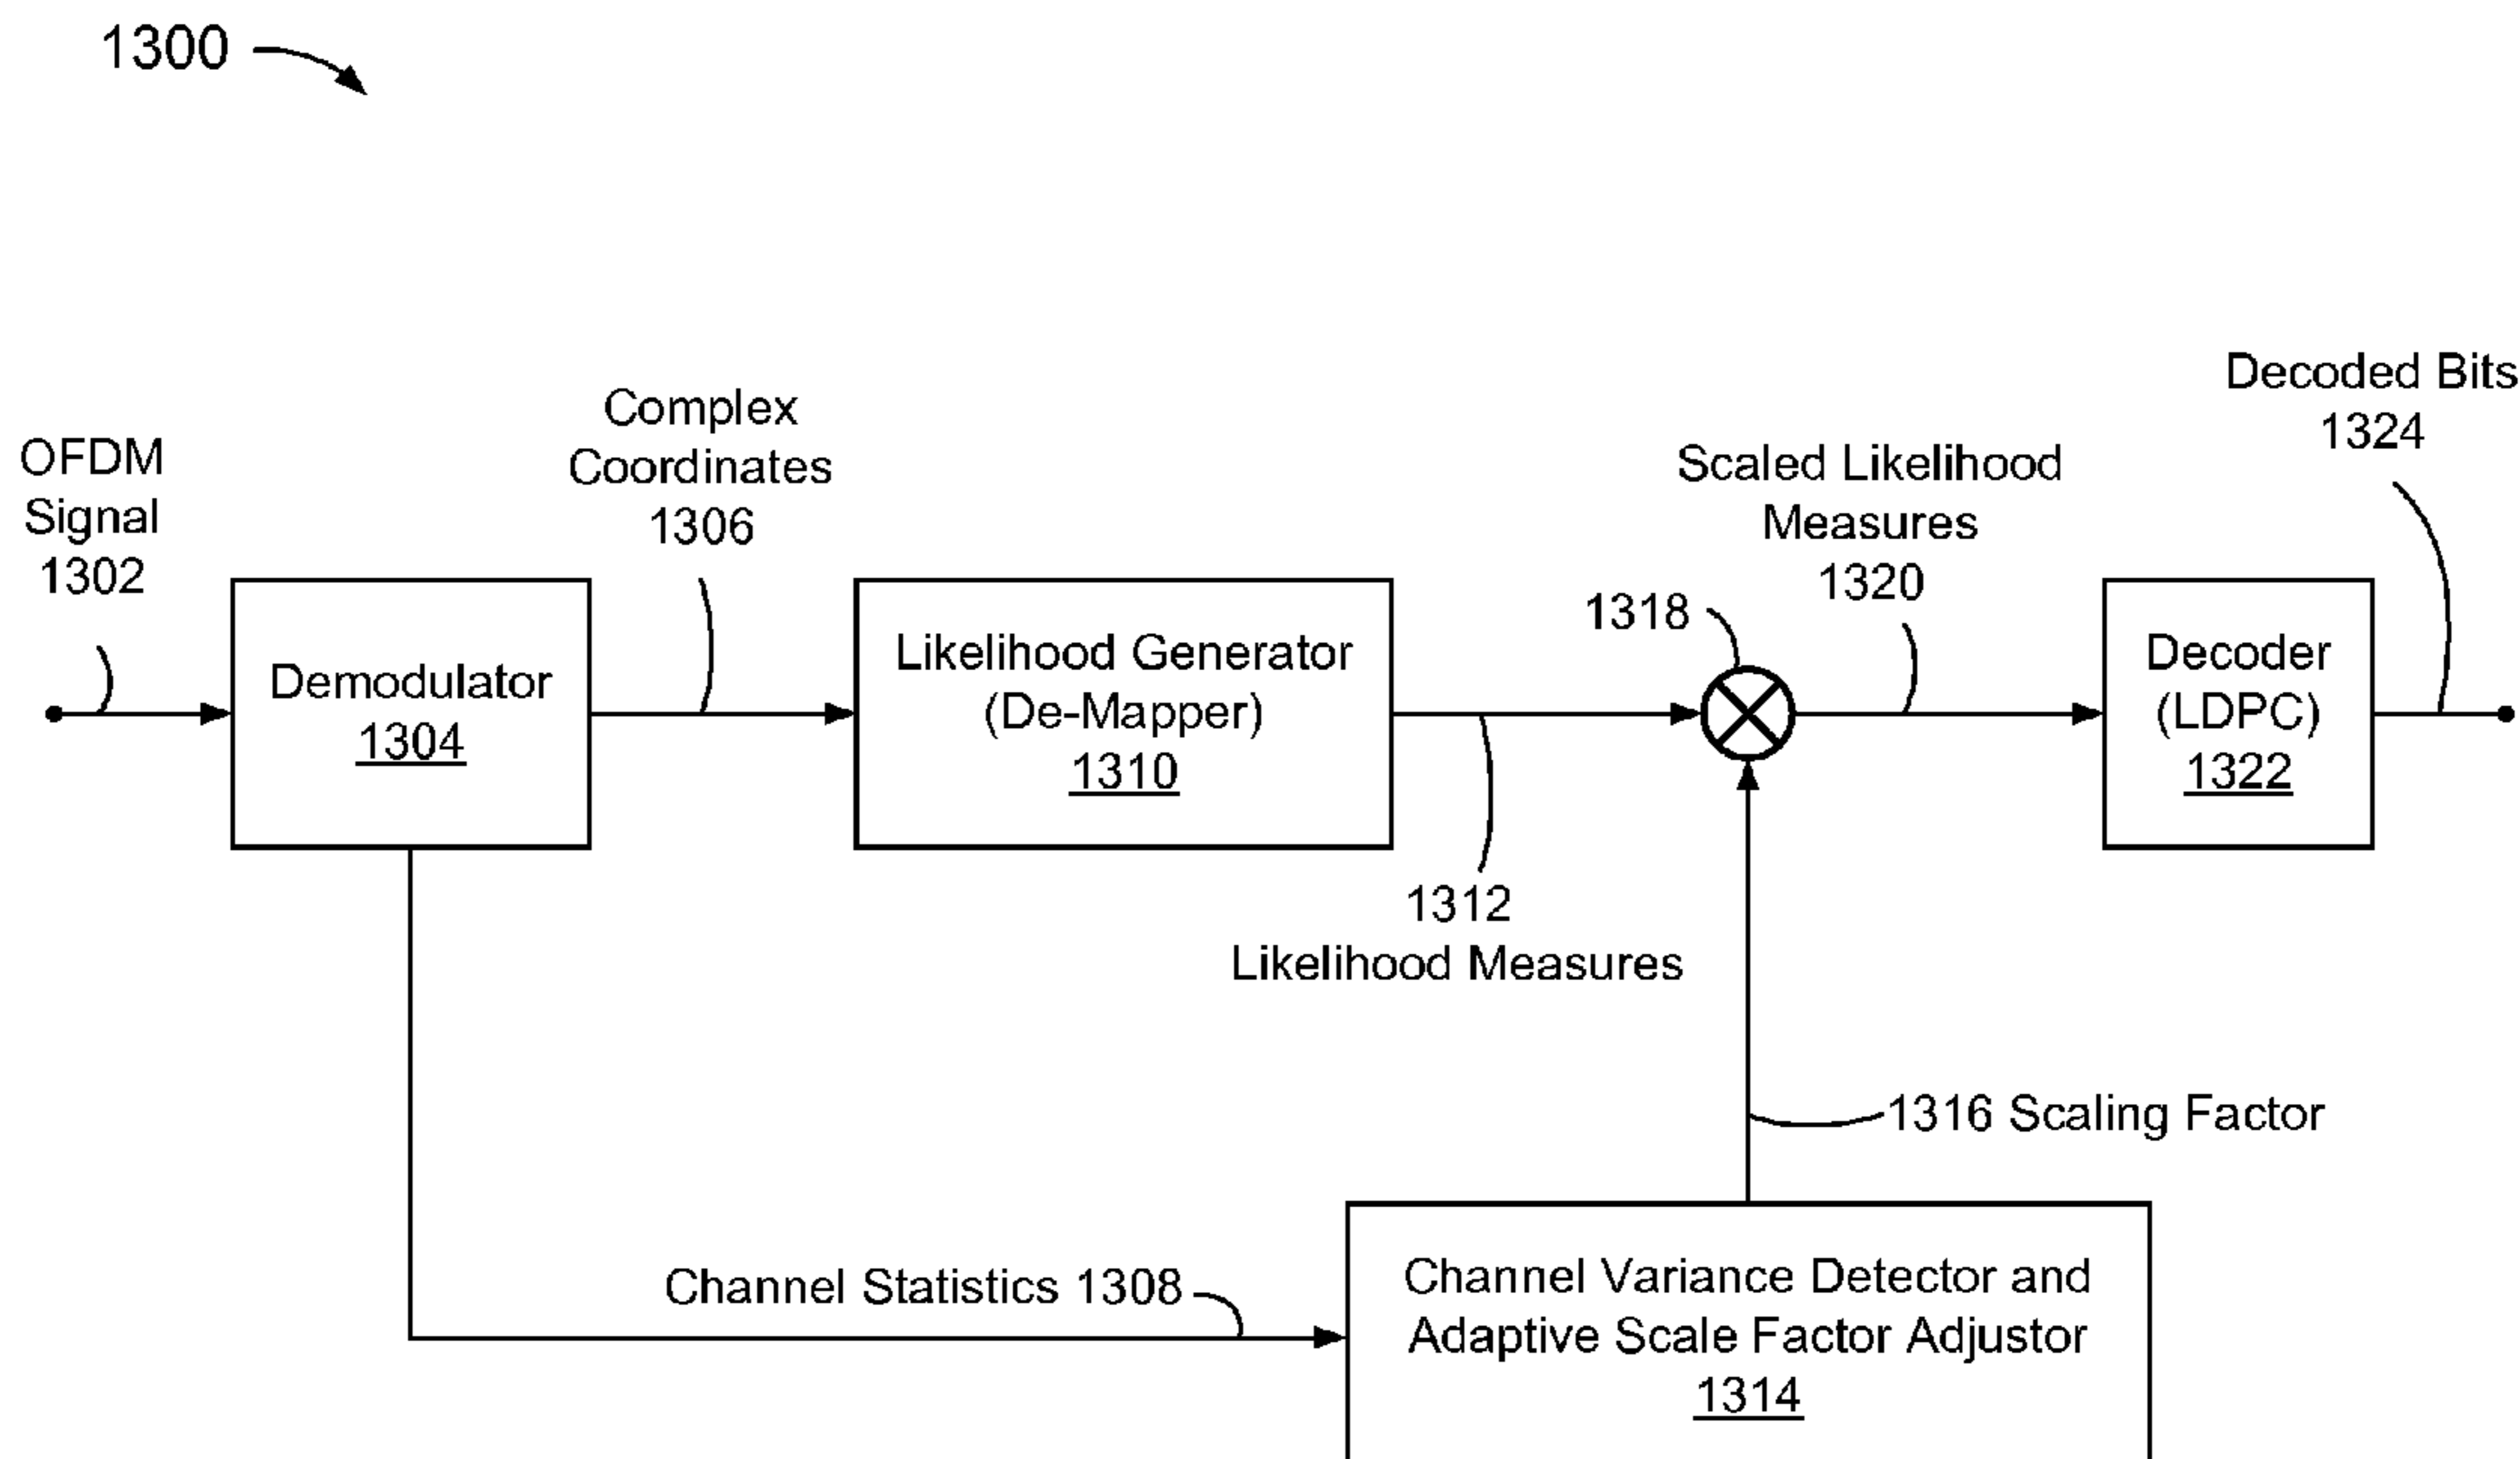 1300
OFDM
Signal
1302
Demodulator
1304
Complex
Coordinates
1306
Likelihood Generator
(De-Mapper)
1310
1312
Likelihood Measures
1318
Scaled Likelihood
Measures
1320
Decoder
(LDPC)
1322
Decoded Bits
1324
1316 Scaling Factor
Channel Statistics 1308
Channel Variance Detector and
Adaptive Scale Factor Adjustor
1314